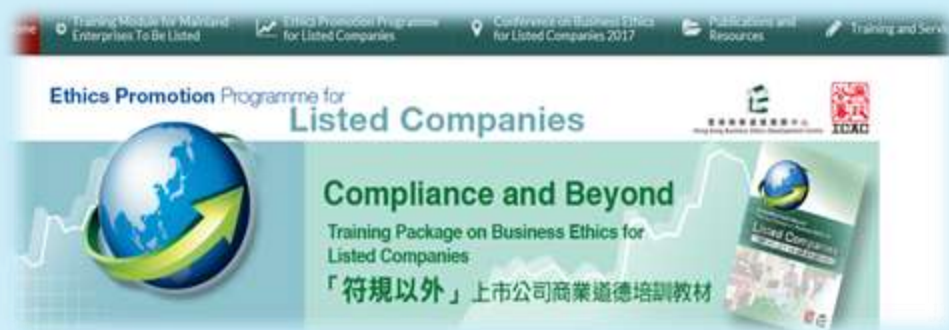 Training Module for Mainland
Enterprises To Be Listed
Ethics Promotion Programme
for Listed Companies
Conference on Business Ethics
for Listed Companies 2017
Publications and
Resources
Training and
Ethics Promotion Programme for
Listed Companies
ICAC
Compliance and Beyond
Training Package on Business Ethics for
Listed Companies
「符規以外」上市公司商業道德培訓教材
Listed Companies